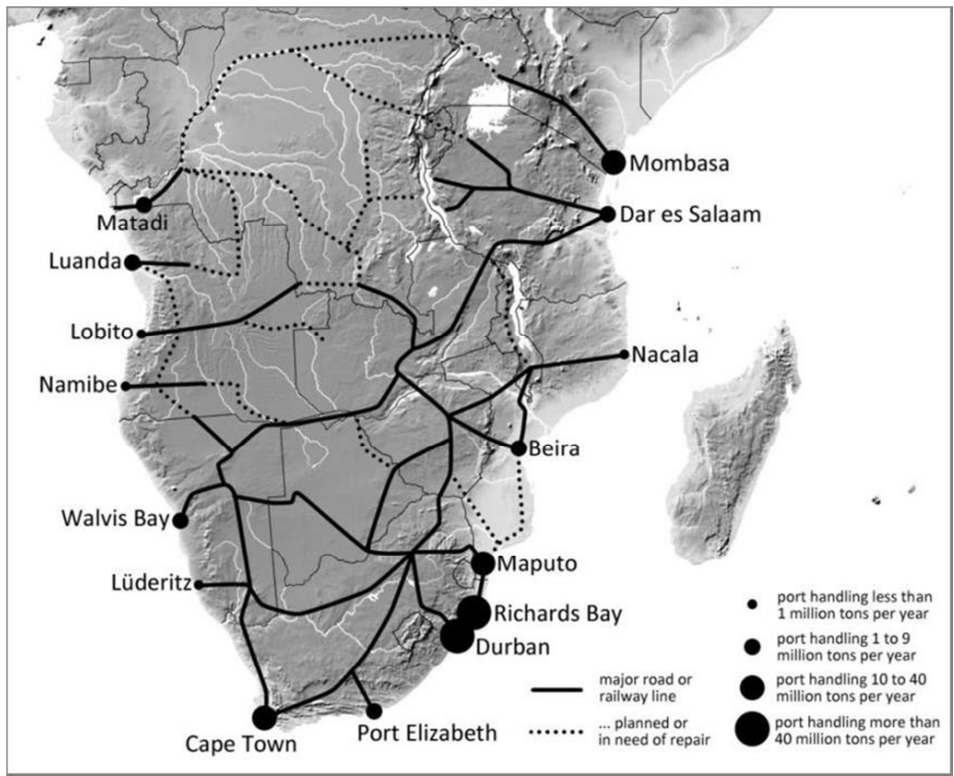 Mombasa
Dar es Salaam
Matadi
Luanda
Lobito
Nacala
Namibe
Beira
Walvis Bay
Maputo
Lüderitz
Richards Bay
Durban
Port Elizabeth
Cape Town
major road or
railway line
... planned or
in need of repair
port handling less than
1 million tons per year
port handling 1 to 9
million tons per year
port handling 10 to 40
million tons per year
port handling more than
40 million tons per year